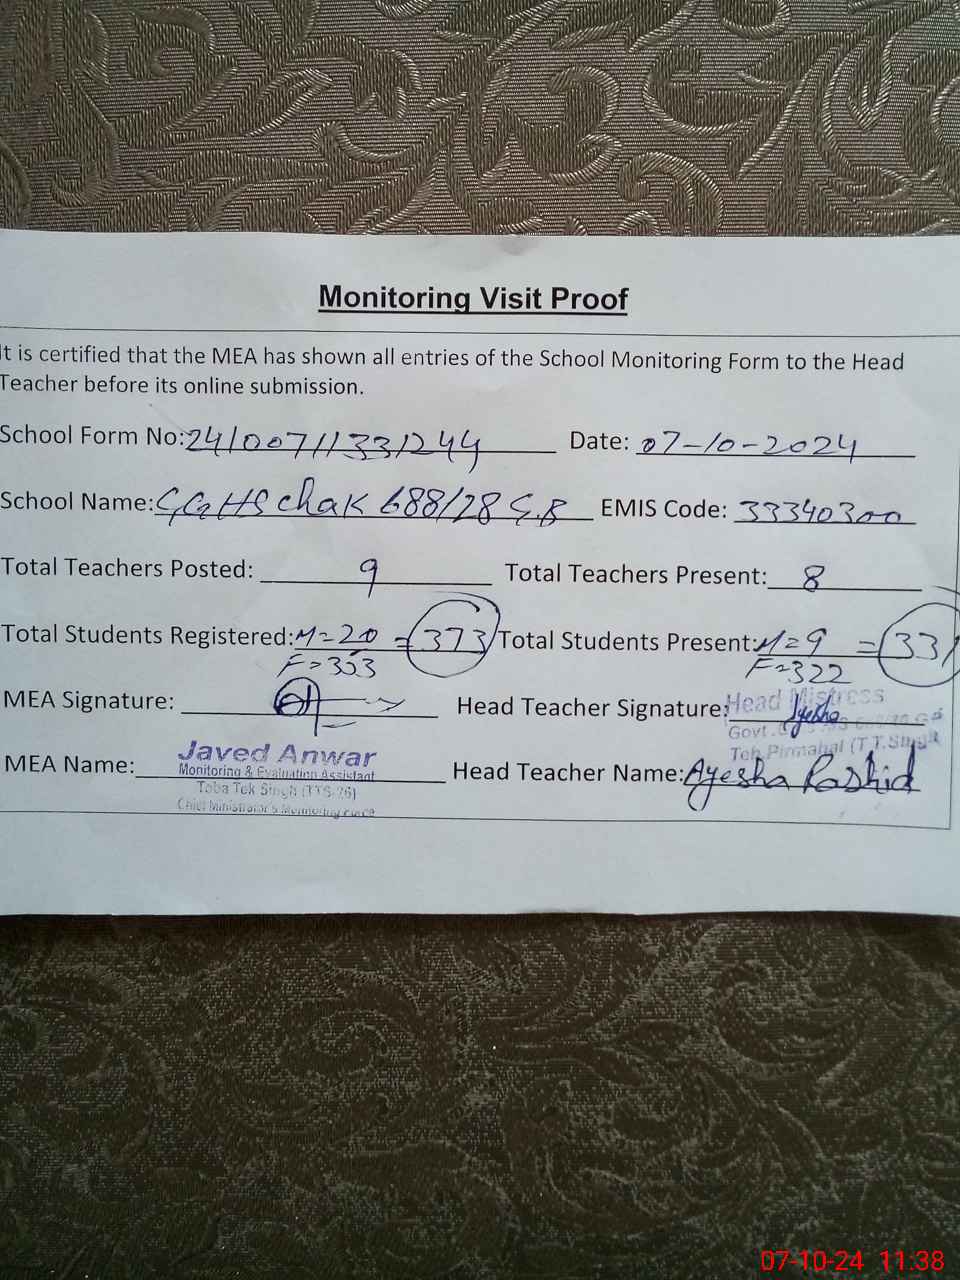 Monitoring Visit Proof
It is certified that the MEA has shown all entries of the School Monitoring Form to the Head
Teacher before its online submission.
School Form No: 24100711331244 Date: 07-10-2024
School Name: GGHS Chak 688/28 G.B EMIS Code: 33340300
Total Teachers Posted: 9 Total Teachers Present: 8
Total Students Registered: M=20 =373 Total Students Present: M=9 =331
F=353 F=322
MEA Signature: Head Teacher Signature: Ayesha
Head Mistress
Govt.
Teh Pirmahal (T.T.Singh
MEA Name: Javed Anwar Head Teacher Name: Ayesha Rashid
Monitoring & Evaluation Assistant
Toba Tek Singh (TTS-26)
Chief Minister's Monitoring Force
07-10-24 11:38